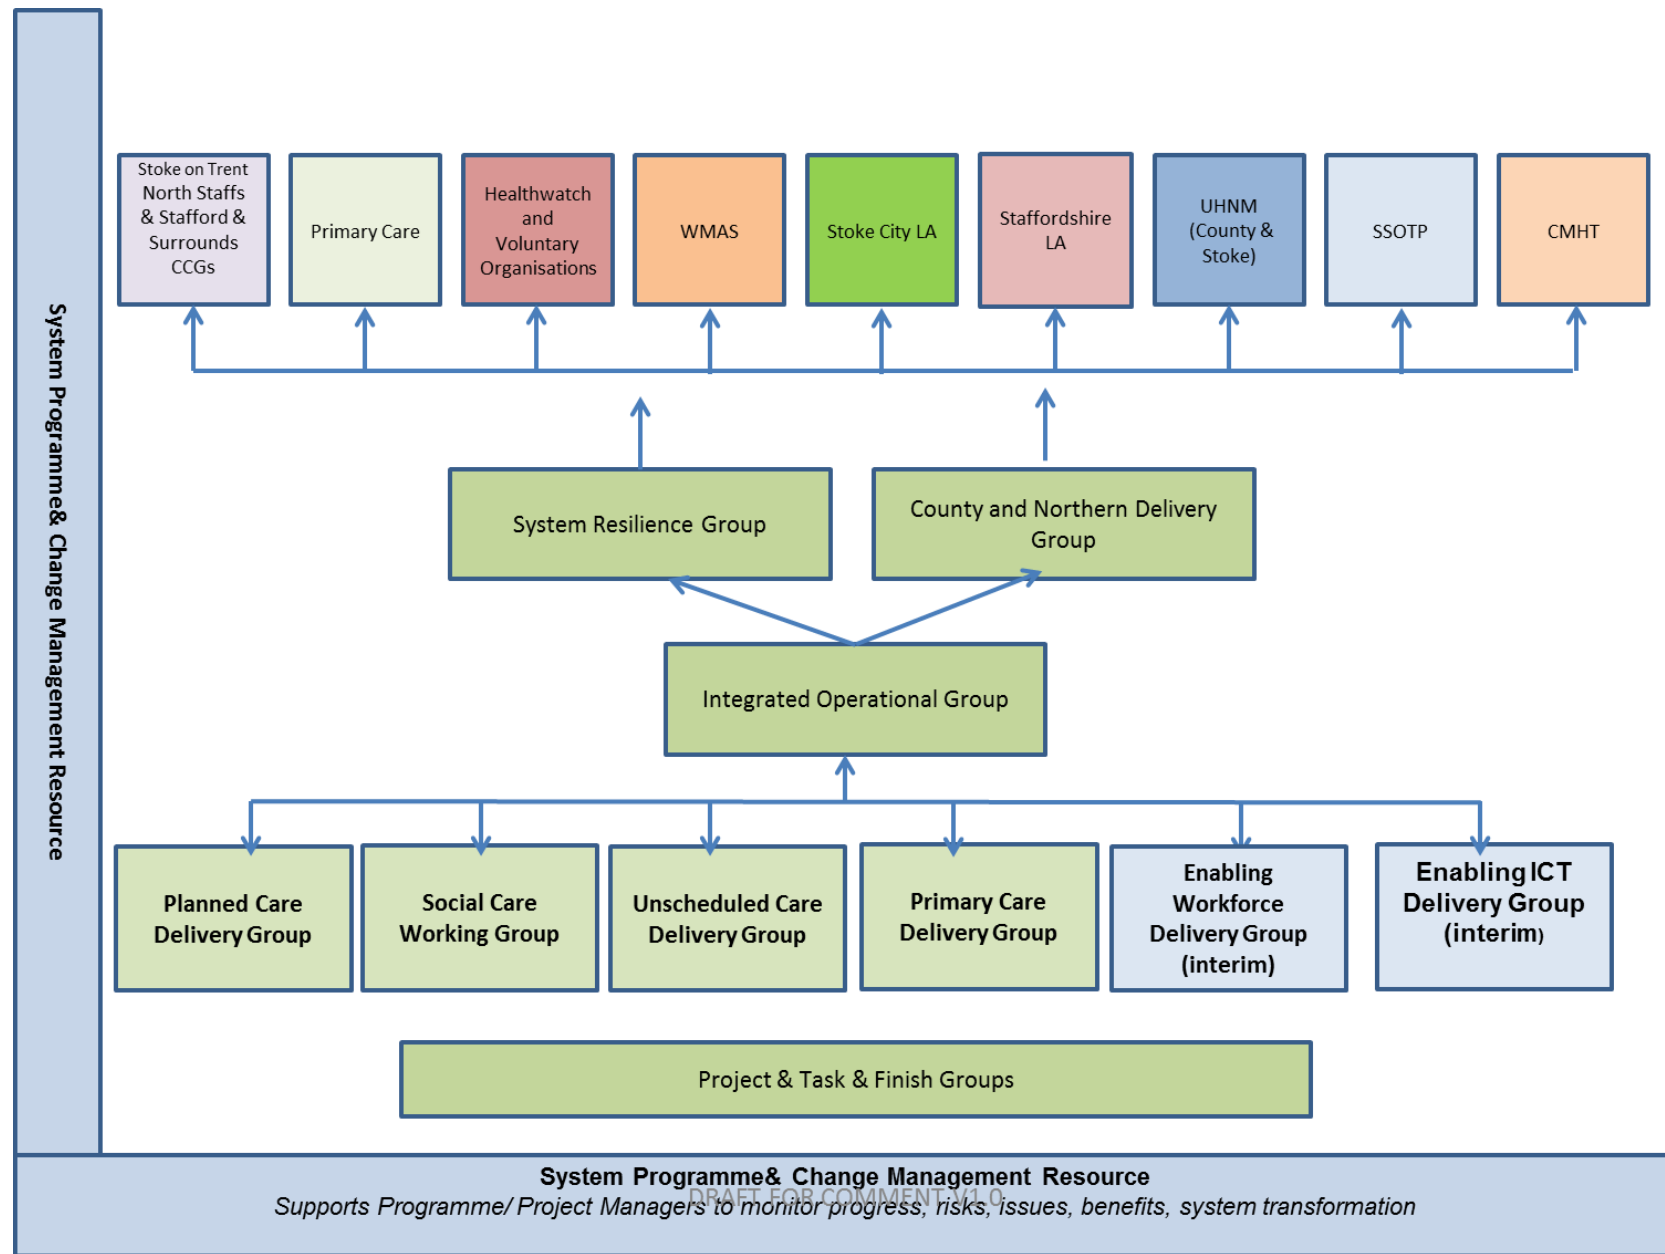 System Programme& Change Management Resource
Stoke on Trent
North Staffs
& Stafford &
Surrounds
CCGs
Primary Care
Healthwatch
and
Voluntary
Organisations
WMAS
Stoke City LA
Staffordshire
LA
UHNM
(County &
Stoke)
SSOTP
CMHT
System Resilience Group
County and Northern Delivery
Group
Integrated Operational Group
Planned Care
Delivery Group
Social Care
Working Group
Unscheduled Care
Delivery Group
Primary Care
Delivery Group
Enabling
Workforce
Delivery Group
(interim)
Enabling ICT
Delivery Group
(interim)
Project & Task & Finish Groups
System Programme& Change Management Resource
Supports Programme/ Project Managers to monitor progress, risks, issues, benefits, system transformation
DRAFT FOR COMMENT V1.0